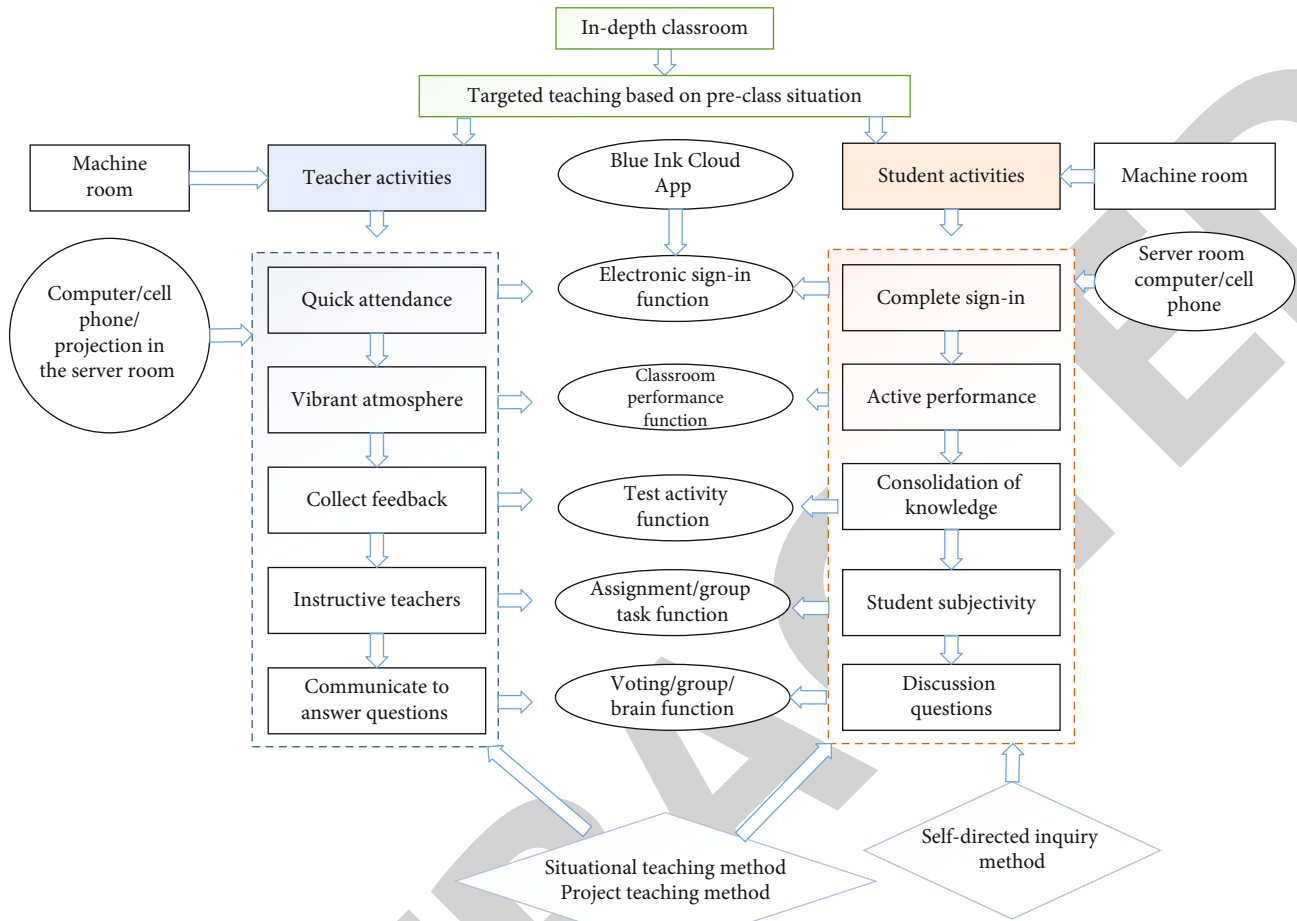 In-depth classroom
Targeted teaching based on pre-class situation
Machine
room
Teacher activities
Blue Ink Cloud
App
Student activities
Machine room
Computer/cell
phone/
projection in
the server room
Quick attendance
Electronic sign-in
function
Complete sign-in
Server room
computer/cell
phone
Vibrant atmosphere
Classroom
performance
function
Active performance
Collect feedback
Test activity
function
Consolidation of
knowledge
Instructive teachers
Assignment/group
task function
Student subjectivity
Communicate to
answer questions
Voting/group/
brain function
Discussion
questions
Situational teaching method
Project teaching method
Self-directed inquiry
method